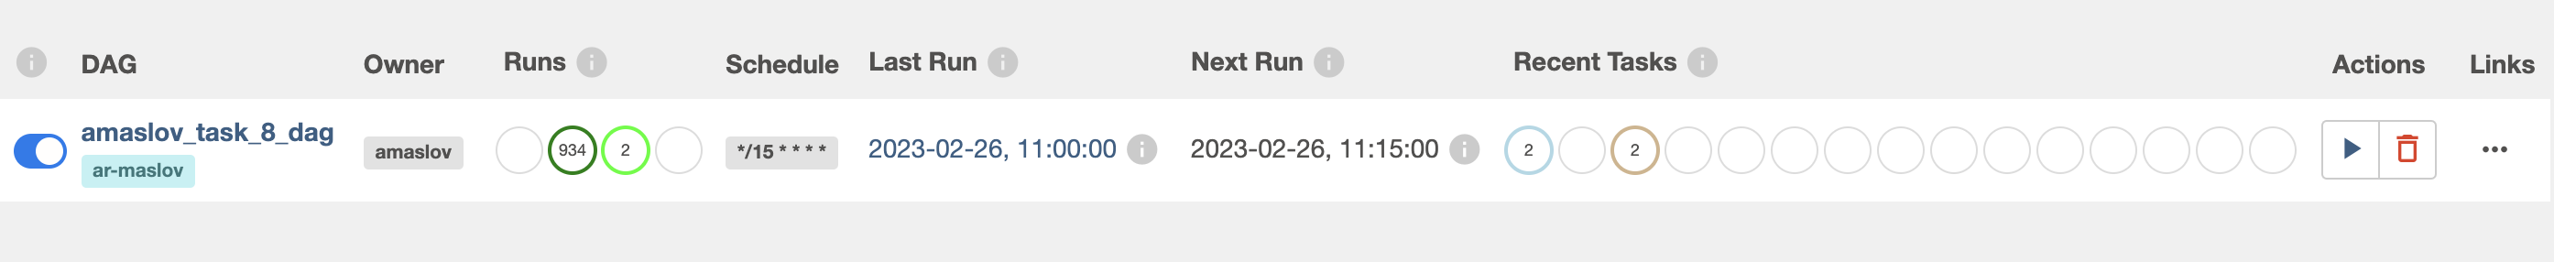 DAG Owner Runs Schedule Last Run Next Run Recent Tasks Actions Links
amaslov_task_8_dag amaslov 934 2 */15 * * * * 2023-02-26, 11:00:00 2023-02-26, 11:15:00 2 2 •••
ar-maslov